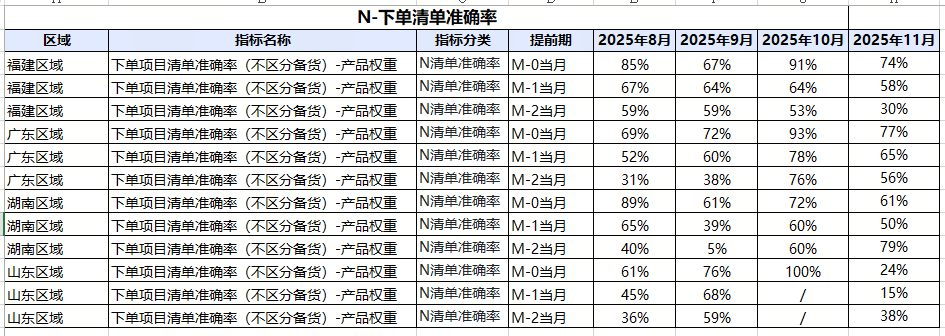 N-下单清单准确率
区域 指标名称 指标分类 提前期 2025年8月 2025年9月 2025年10月 2025年11月
福建区域 下单项目清单准确率（不区分备货）-产品权重 N清单准确率 M-0当月 85% 67% 91% 74%
福建区域 下单项目清单准确率（不区分备货）-产品权重 N清单准确率 M-1当月 67% 64% 64% 58%
福建区域 下单项目清单准确率（不区分备货）-产品权重 N清单准确率 M-2当月 59% 59% 53% 30%
广东区域 下单项目清单准确率（不区分备货）-产品权重 N清单准确率 M-0当月 69% 72% 93% 77%
广东区域 下单项目清单准确率（不区分备货）-产品权重 N清单准确率 M-1当月 52% 60% 78% 65%
广东区域 下单项目清单准确率（不区分备货）-产品权重 N清单准确率 M-2当月 31% 38% 76% 56%
湖南区域 下单项目清单准确率（不区分备货）-产品权重 N清单准确率 M-0当月 89% 61% 72% 61%
湖南区域 下单项目清单准确率（不区分备货）-产品权重 N清单准确率 M-1当月 65% 39% 60% 50%
湖南区域 下单项目清单准确率（不区分备货）-产品权重 N清单准确率 M-2当月 40% 5% 60% 79%
山东区域 下单项目清单准确率（不区分备货）-产品权重 N清单准确率 M-0当月 61% 76% 100% 24%
山东区域 下单项目清单准确率（不区分备货）-产品权重 N清单准确率 M-1当月 45% 68% / 15%
山东区域 下单项目清单准确率（不区分备货）-产品权重 N清单准确率 M-2当月 36% 59% / 38%